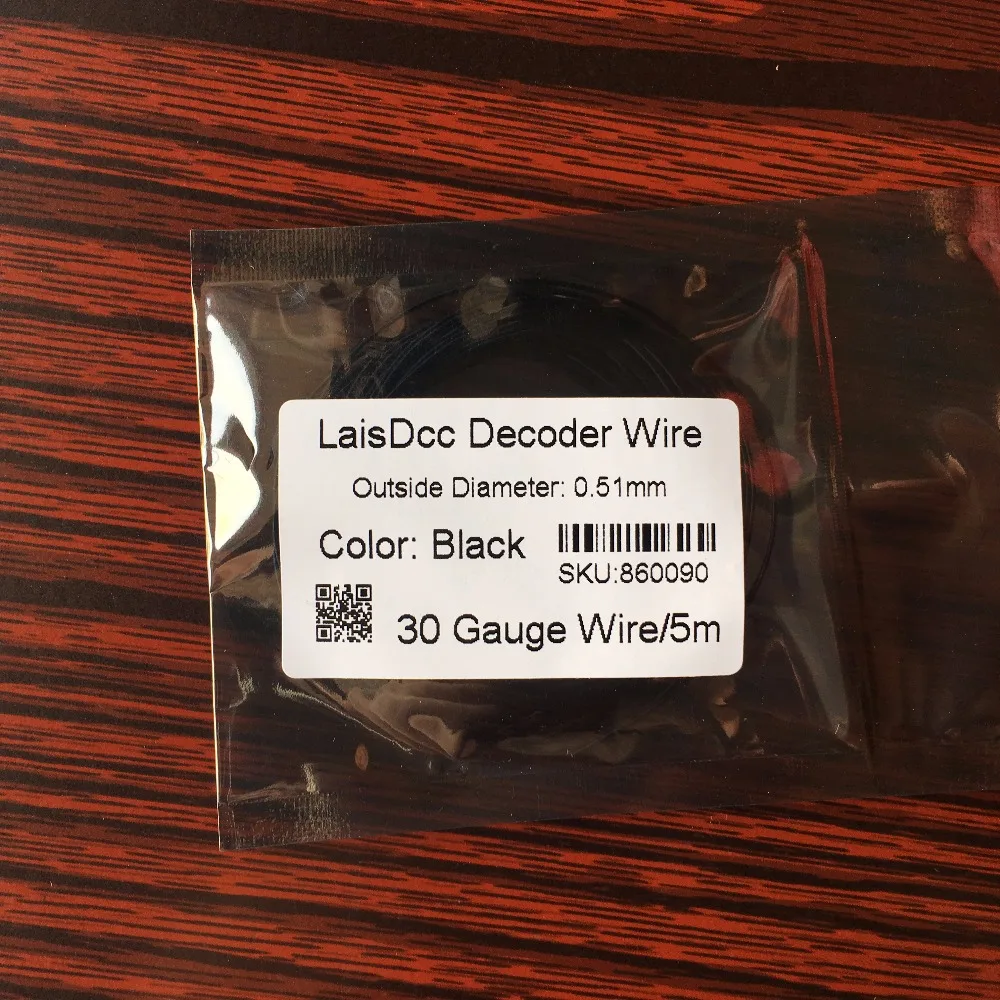 LaisDcc Decoder Wire
Outside Diameter: 0.51mm
Color: Black
SKU:860090
30 Gauge Wire/5m